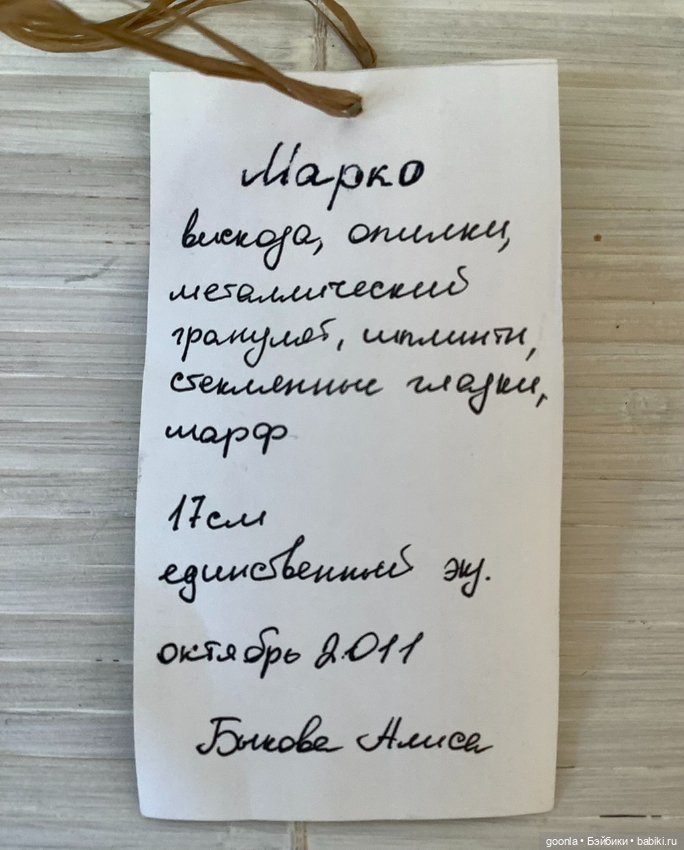 Марко
вискоза, опилки,
металлический
гранулят, шплинты,
стеклянные глазки,
шарф
17см
единственный экз.
октябрь 2011
Быкова Алиса
goonla • Бэйбики • babiki.ru